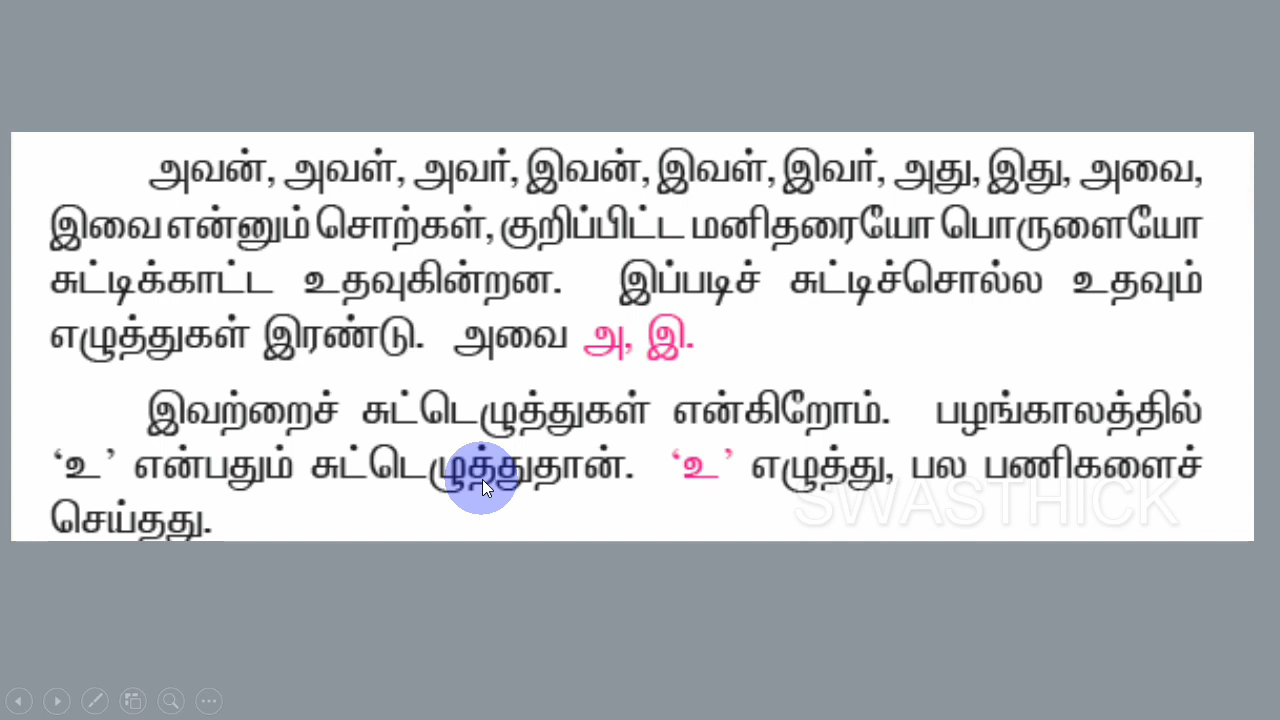 அவன், அவள், அவர், இவன், இவள், இவர், அது, இது, அவை,
இவை என்னும் சொற்கள், குறிப்பிட்ட மனிதரையோ பொருளையோ
சுட்டிக்காட்ட உதவுகின்றன. இப்படிச் சுட்டிச்சொல்ல உதவும்
எழுத்துகள் இரண்டு. அவை அ, இ.
இவற்றைச் சுட்டெழுத்துகள் என்கிறோம். பழங்காலத்தில்
‘உ’ என்பதும் சுட்டெழுத்துதான். ‘உ’ எழுத்து, பல பணிகளைச்
செய்தது.
SWASTHICK